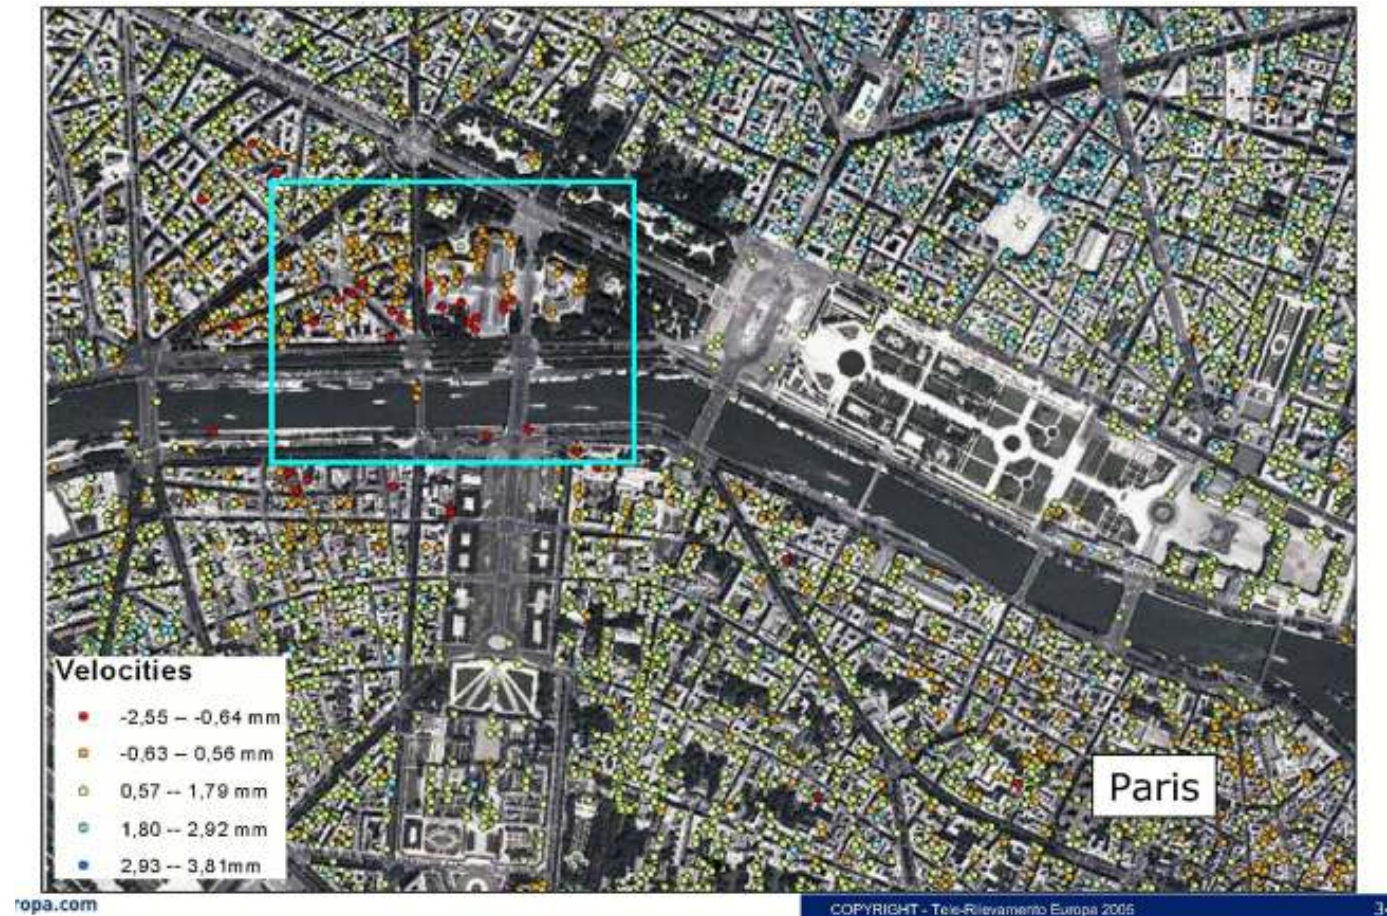 Velocities
-2,55 -- -0,64 mm
-0,63 -- 0,56 mm
0,57 -- 1,79 mm
1,80 -- 2,92 mm
2,93 -- 3,81mm
Paris
ropa.com
COPYRIGHT - Tele-Rilevamento Europa 2005